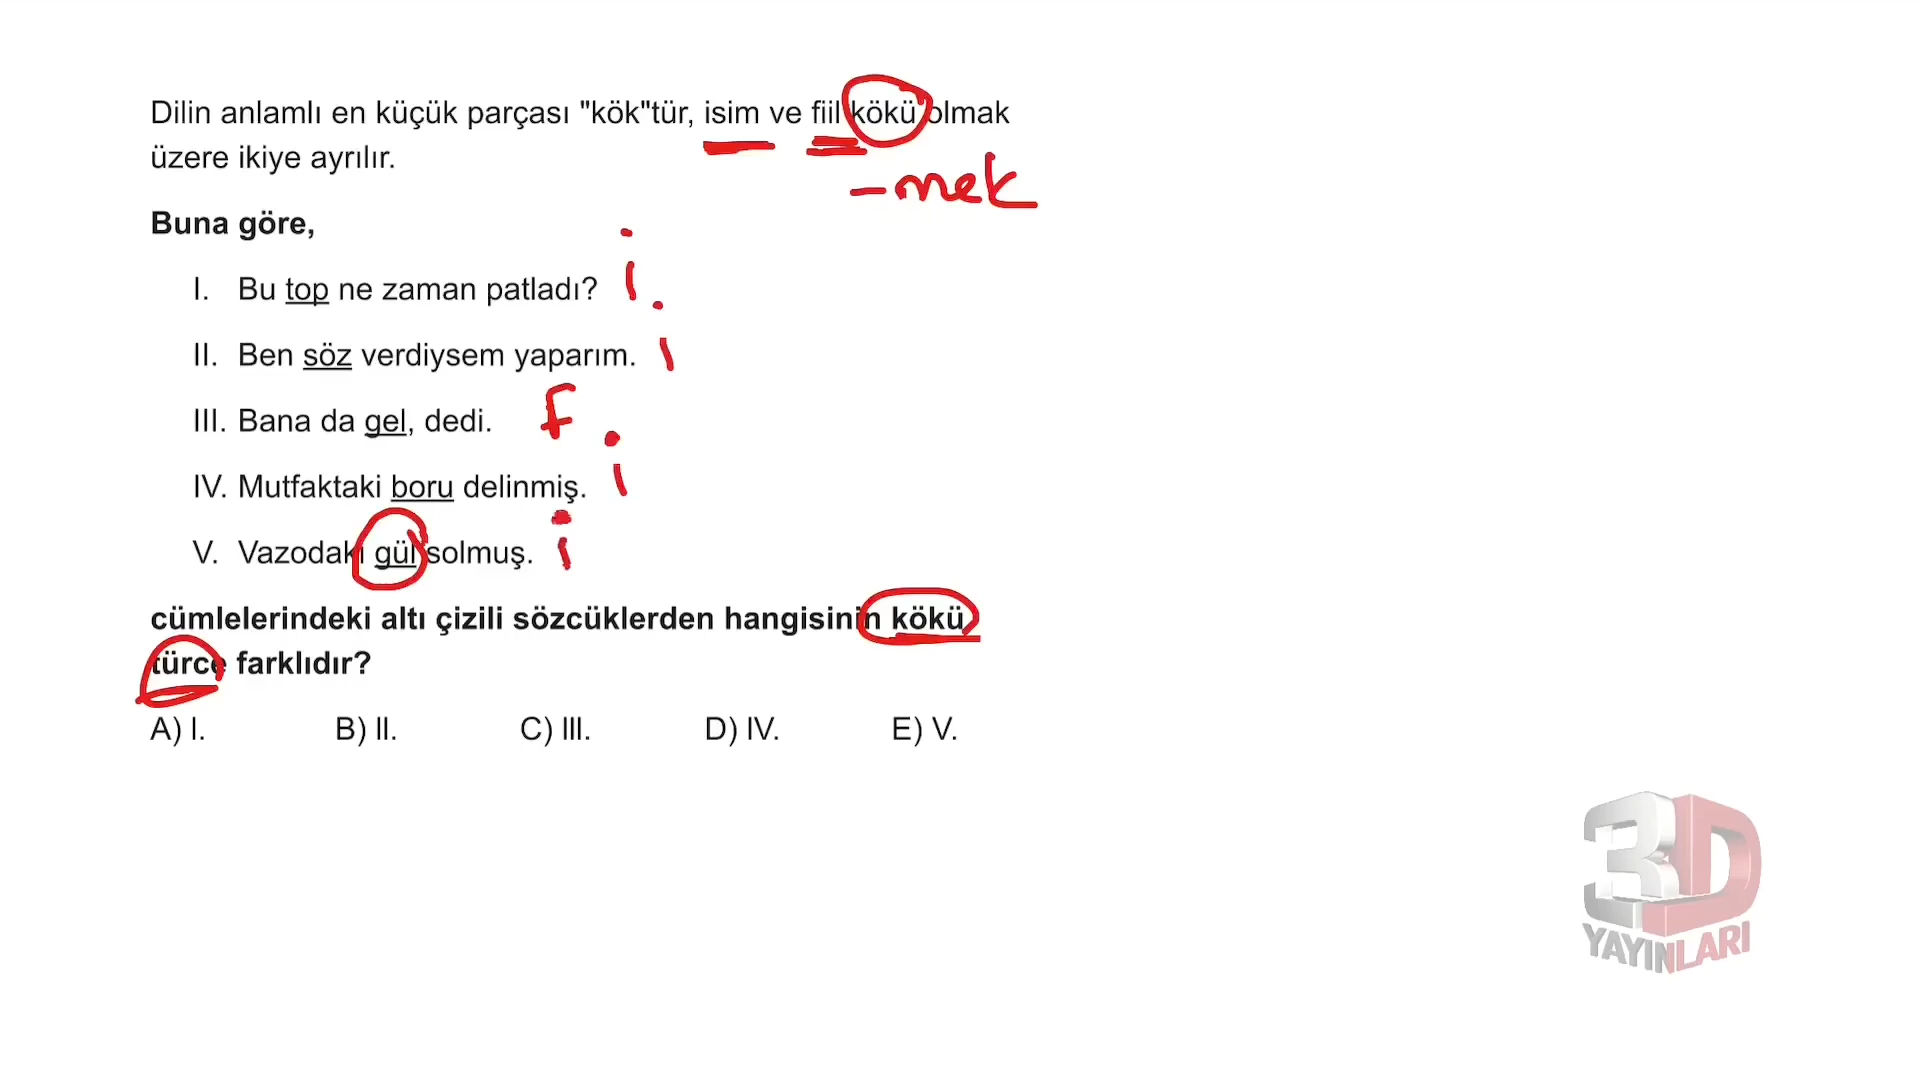 Dilin anlamlı en küçük parçası "kök"tür, isim ve fiil kökü olmak
üzere ikiye ayrılır.
-mek
Buna göre,
I. Bu top ne zaman patladı? i
II. Ben söz verdiysem yaparım. i
III. Bana da gel, dedi. f
IV. Mutfaktaki boru delinmiş. i
V. Vazodaki gül solmuş. i
cümlelerindeki altı çizili sözcüklerden hangisinin kökü
türce farklıdır?
A) I. B) II. C) III. D) IV. E) V.
3D
YAYINLARI